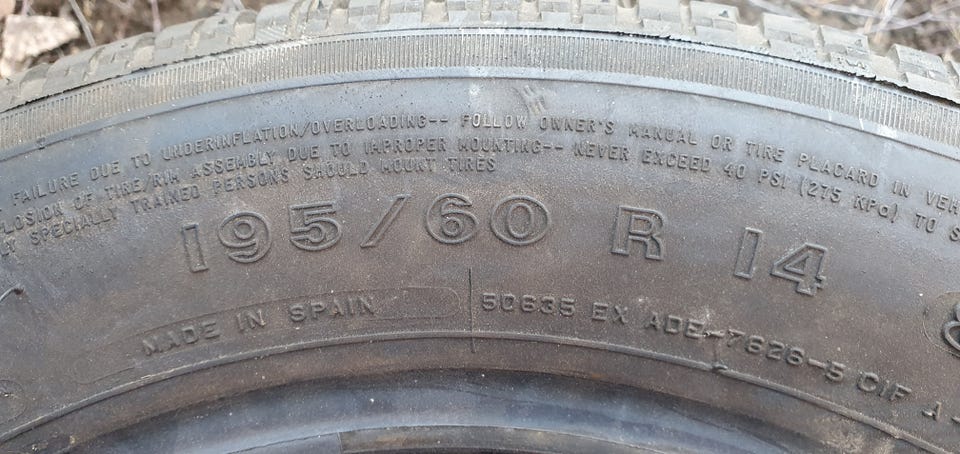 FAILURE DUE TO UNDERINFLATION/OVERLOADING-- FOLLOW OWNER'S MANUAL OR TIRE PLACARD IN VEH
LOSION OF TIRE/RIM ASSEMBLY DUE TO IMPROPER MOUNTING-- NEVER EXCEED 40 PSI (275 KPa) TO S
Y SPECIALLY TRAINED PERSONS SHOULD MOUNT TIRES
195/60 R 14
MADE IN SPAIN
50635 EX ADE-7626-5 CIF A-